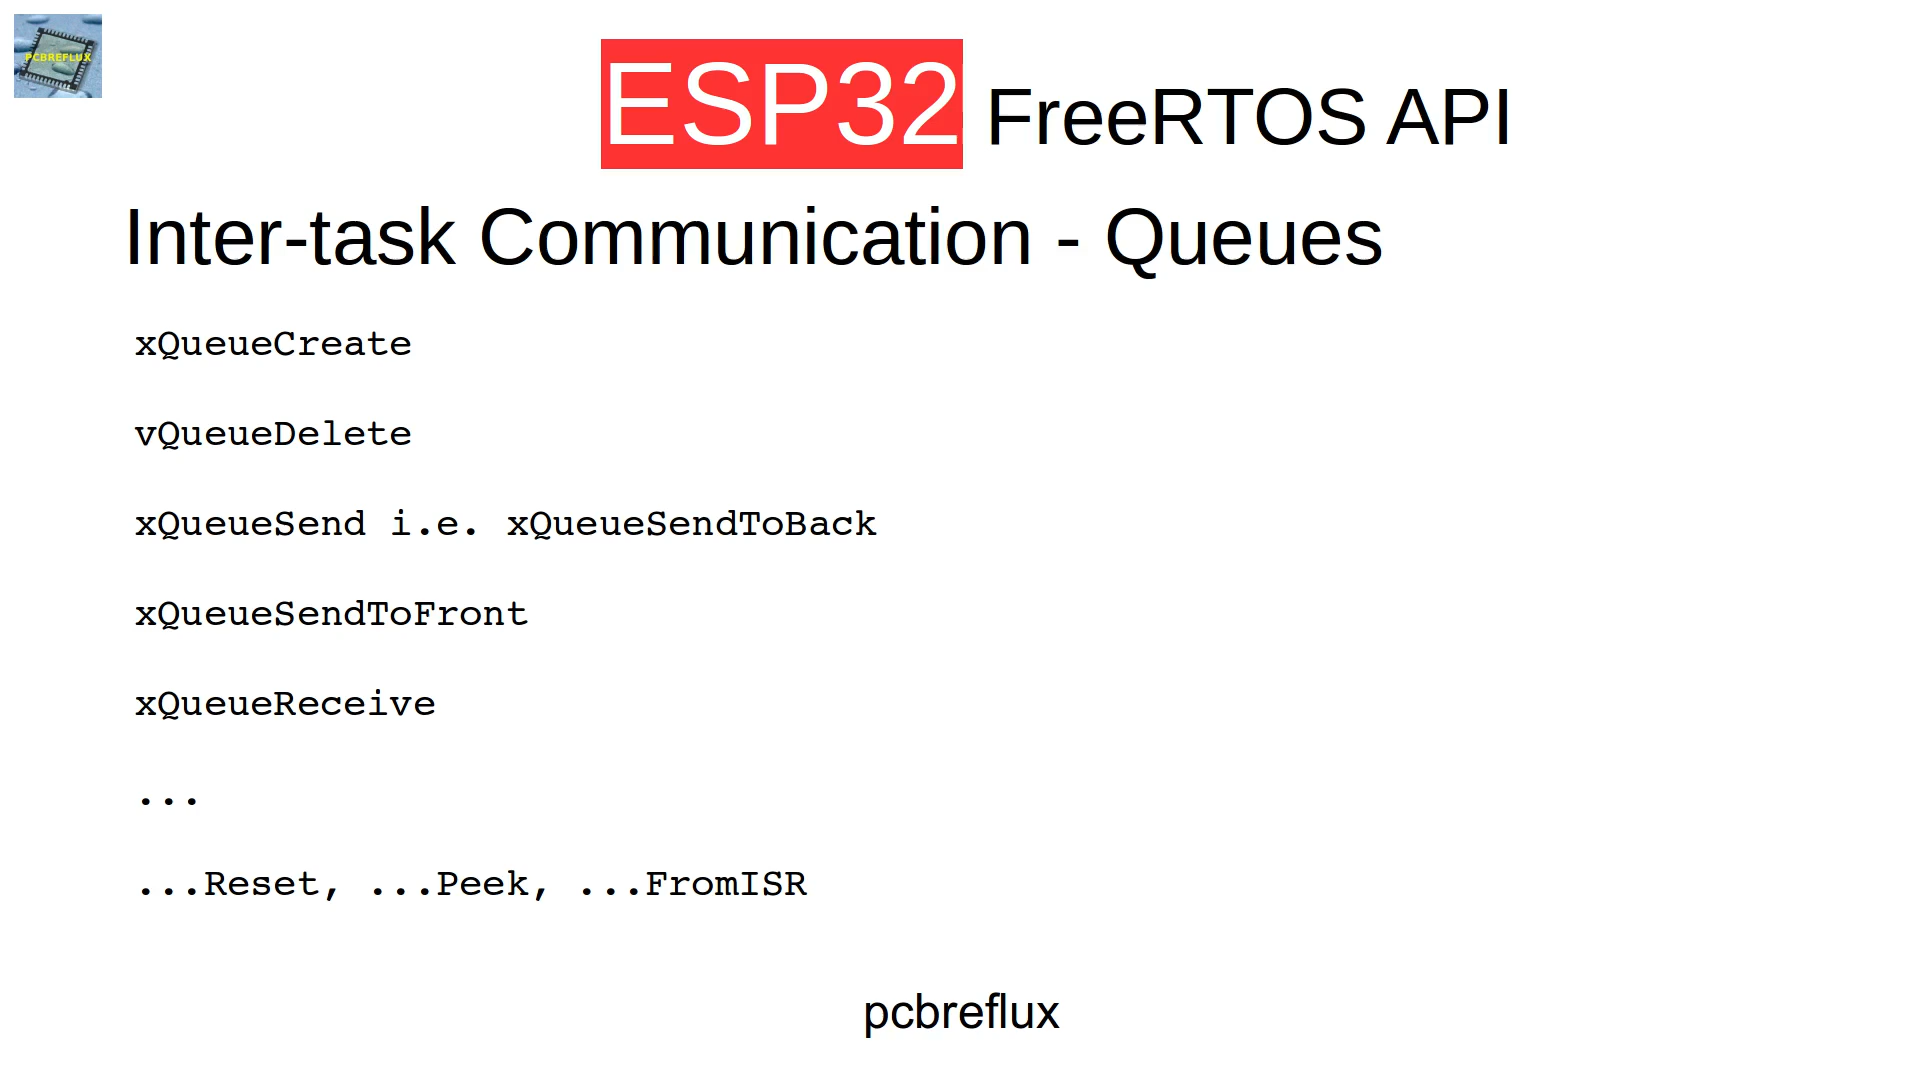 PCBREFLUX
ESP32 FreeRTOS API
Inter-task Communication - Queues
xQueueCreate
vQueueDelete
xQueueSend i.e. xQueueSendToBack
xQueueSendToFront
xQueueReceive
...
...Reset, ...Peek, ...FromISR
pcbreflux